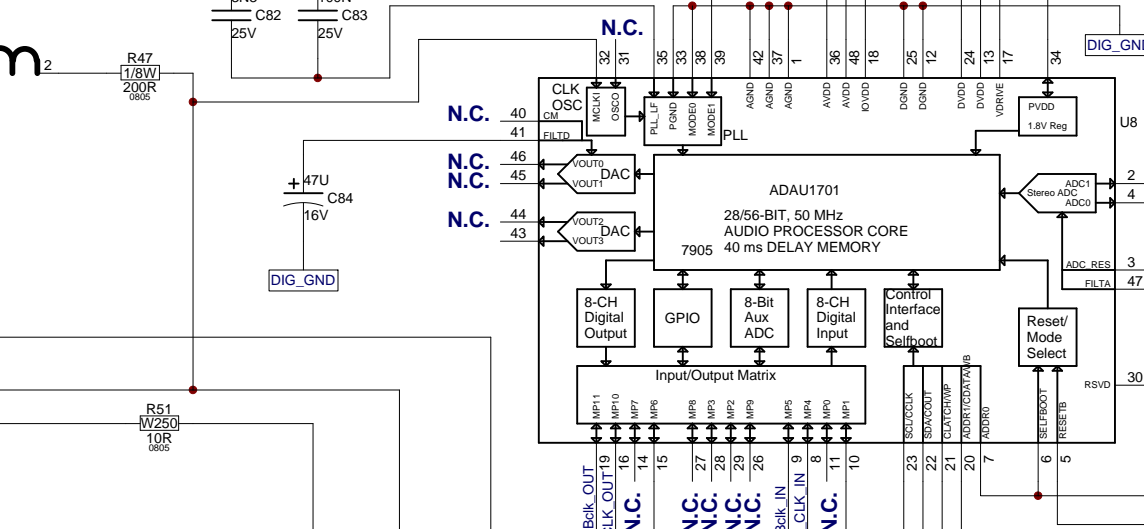 C82
25V
100N
C83
25V
N.C.
32
31
35
33
38
39
42
37
1
36
48
18
25
12
24
13
17
34
DIG_GND
m
2
R47
1/8W
200R
0805
CLK
OSC
MCLKI
OSCO
PLL_LF
PGND
MODE0
MODE1
PLL
AGND
AGND
AGND
AVDD
AVDD
IOVDD
DGND
DGND
DVDD
DVDD
VDRIVE
PVDD
1.8V Reg
U8
N.C.
40
CM
41
FILTD
N.C.
46
VOUT0
N.C.
45
VOUT1
DAC
N.C.
44
VOUT2
43
VOUT3
DAC
47U
C84
16V
DIG_GND
ADAU1701
28/56-BIT, 50 MHz
AUDIO PROCESSOR CORE
40 ms DELAY MEMORY
7905
Stereo ADC
ADC1
2
ADC0
4
ADC_RES
3
FILTA
47
8-CH
Digital
Output
GPIO
8-Bit
Aux
ADC
8-CH
Digital
Input
Control
Interface
and
Selfboot
Reset/
Mode
Select
RSVD
30
Input/Output Matrix
MP11
MP10
MP7
MP6
MP8
MP3
MP2
MP9
MP5
MP4
MP0
MP1
SCL/CCLK
SDA/COUT
CLATCH/WP
ADDR1/CDATA/WB
ADDR0
SELFBOOT
RESETB
R51
W250
10R
0805
19
16
14
15
27
28
29
26
9
8
11
10
23
22
21
20
7
6
5
Bclk_OUT
CLK_OUT
N.C.
N.C.
N.C.
N.C.
N.C.
Bclk_IN
_CLK_IN
N.C.